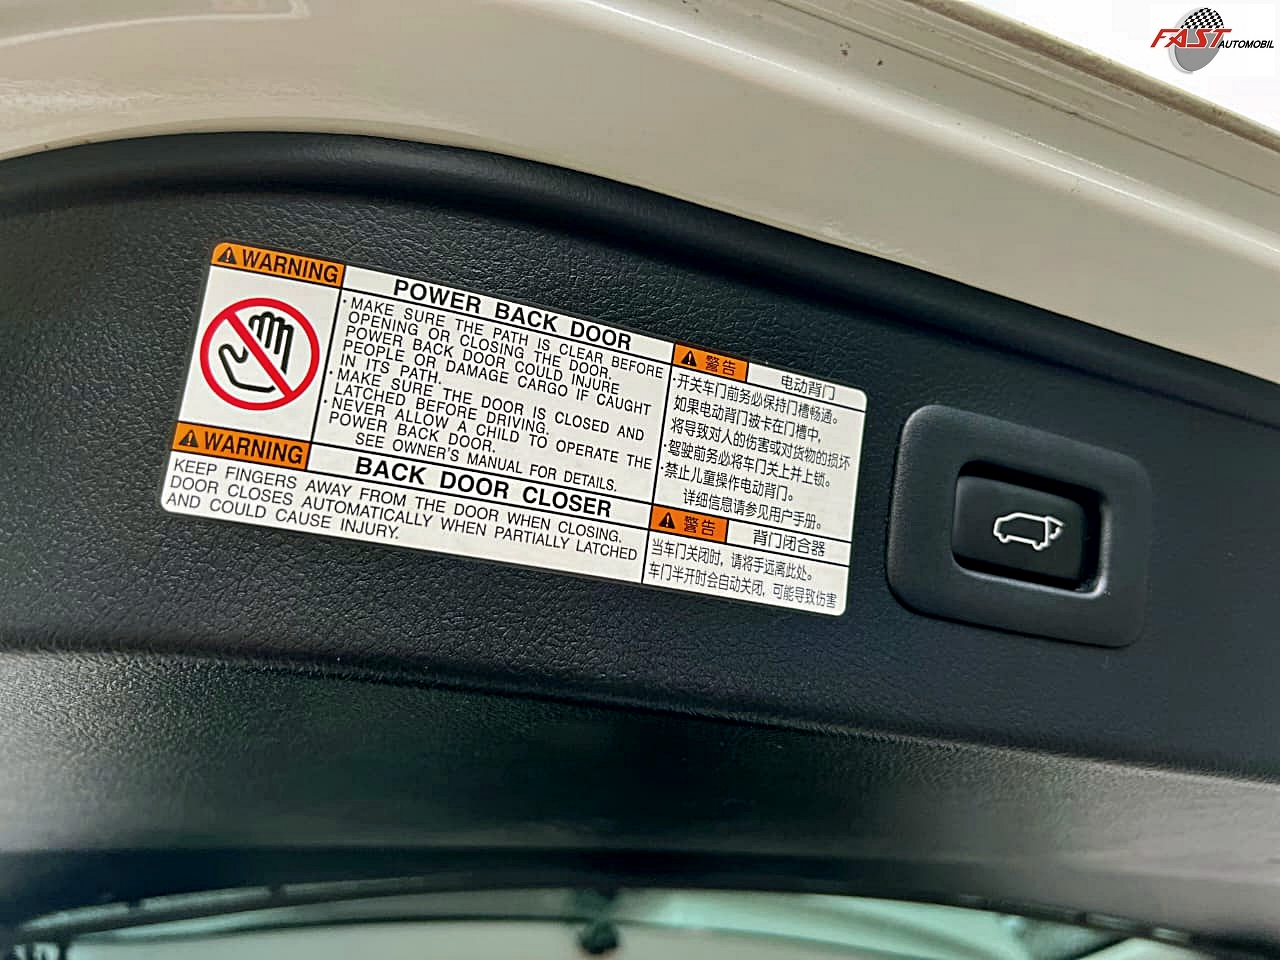 FAST AUTOMOBIL
WARNING
POWER BACK DOOR
·MAKE SURE THE PATH IS CLEAR BEFORE
OPENING OR CLOSING THE DOOR.
POWER BACK DOOR COULD INJURE
PEOPLE OR DAMAGE CARGO IF CAUGHT
IN ITS PATH.
·MAKE SURE THE DOOR IS CLOSED AND
LATCHED BEFORE DRIVING.
·NEVER ALLOW A CHILD TO OPERATE THE
POWER BACK DOOR.
SEE OWNER'S MANUAL FOR DETAILS.
WARNING
BACK DOOR CLOSER
KEEP FINGERS AWAY FROM THE DOOR WHEN CLOSING.
DOOR CLOSES AUTOMATICALLY WHEN PARTIALLY LATCHED
AND COULD CAUSE INJURY.
警告
电动背门
·开关车门前务必保持门槽畅通。
如果电动背门被卡在门槽中,
将导致对人的伤害或对货物的损坏
·驾驶前务必将车门关上并上锁。
·禁止儿童操作电动背门。
详细信息请参见用户手册。
警告
背门闭合器
当车门关闭时, 请将手远离此处。
车门半开时会自动关闭, 可能导致伤害